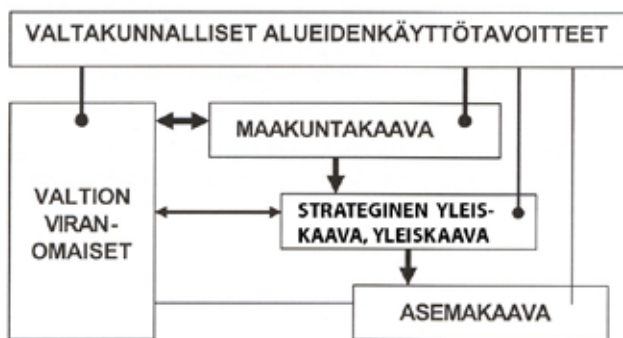 VALTAKUNNALLISET ALUEIDENKÄYTTÖTAVOITTEET
MAAKUNTAKAAVA
VALTION
VIRAN-
OMAISET
STRATEGINEN YLEIS-
KAAVA, YLEISKAAVA
ASEMAKAAVA